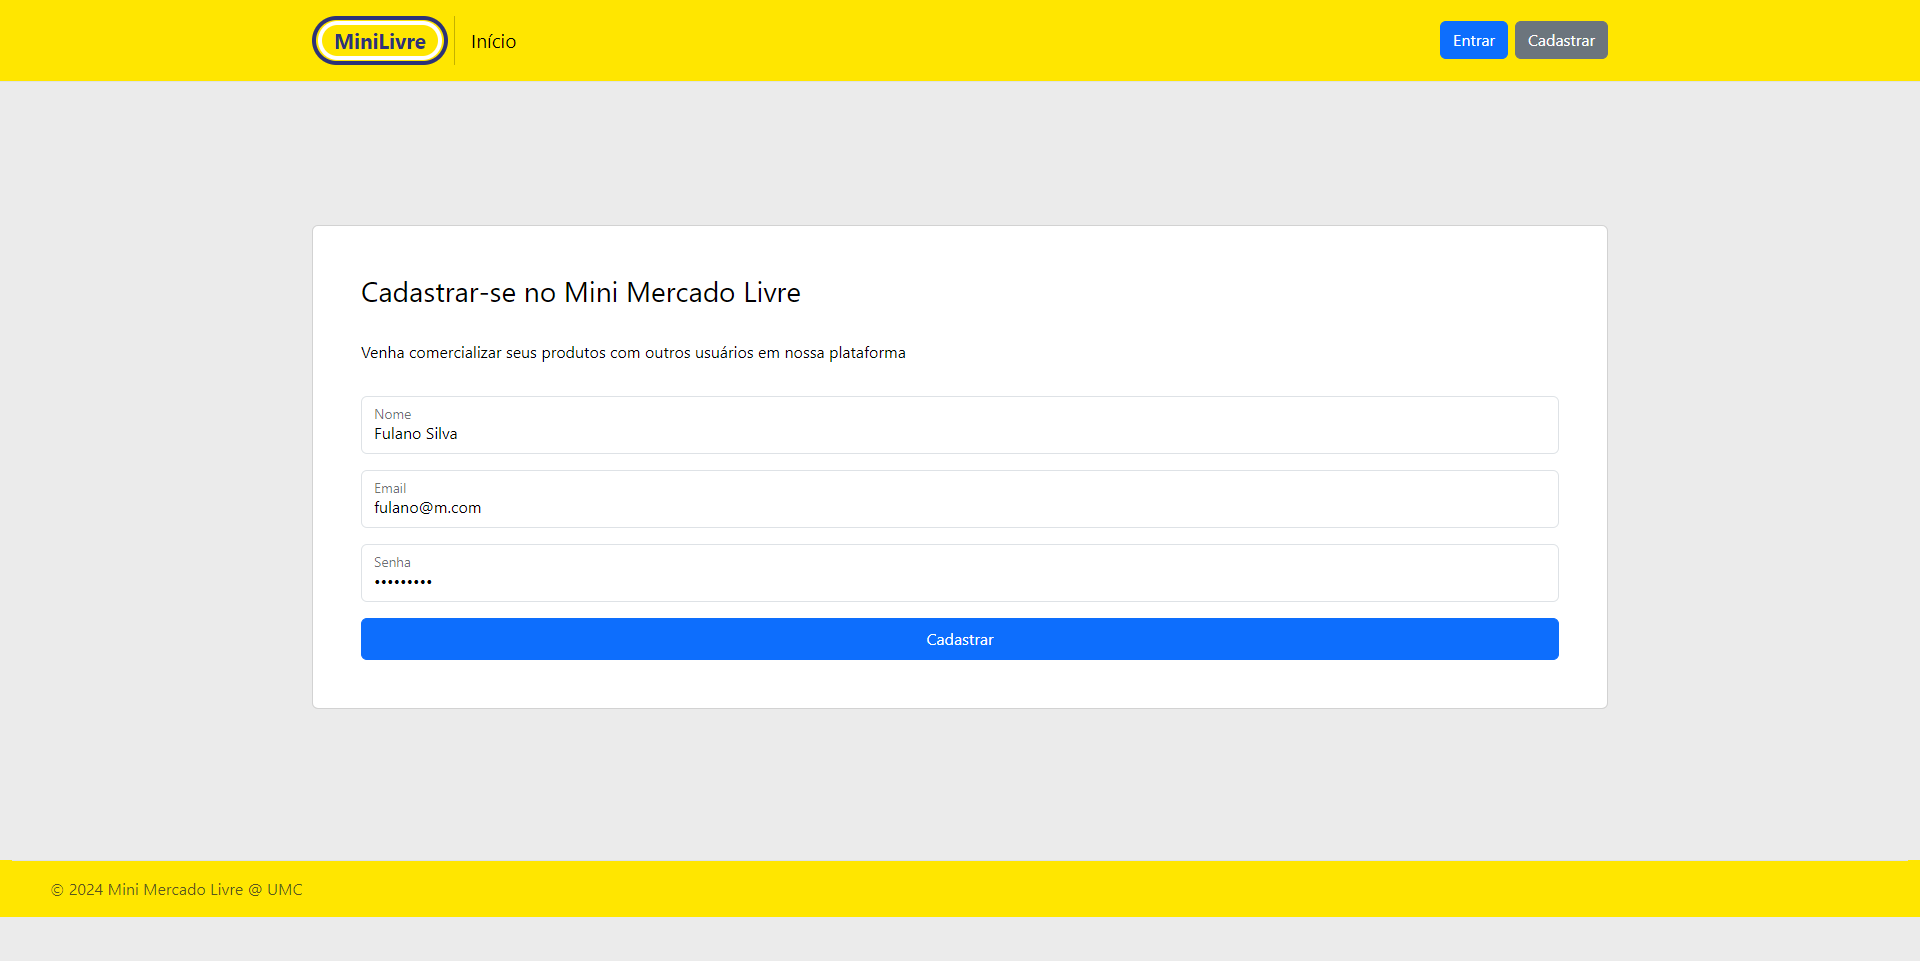 MiniLivre
Início
Entrar
Cadastrar
Cadastrar-se no Mini Mercado Livre
Venha comercializar seus produtos com outros usuários em nossa plataforma
Nome
Fulano Silva
Email
fulano@m.com
Senha
•••••••••
Cadastrar
© 2024 Mini Mercado Livre @ UMC